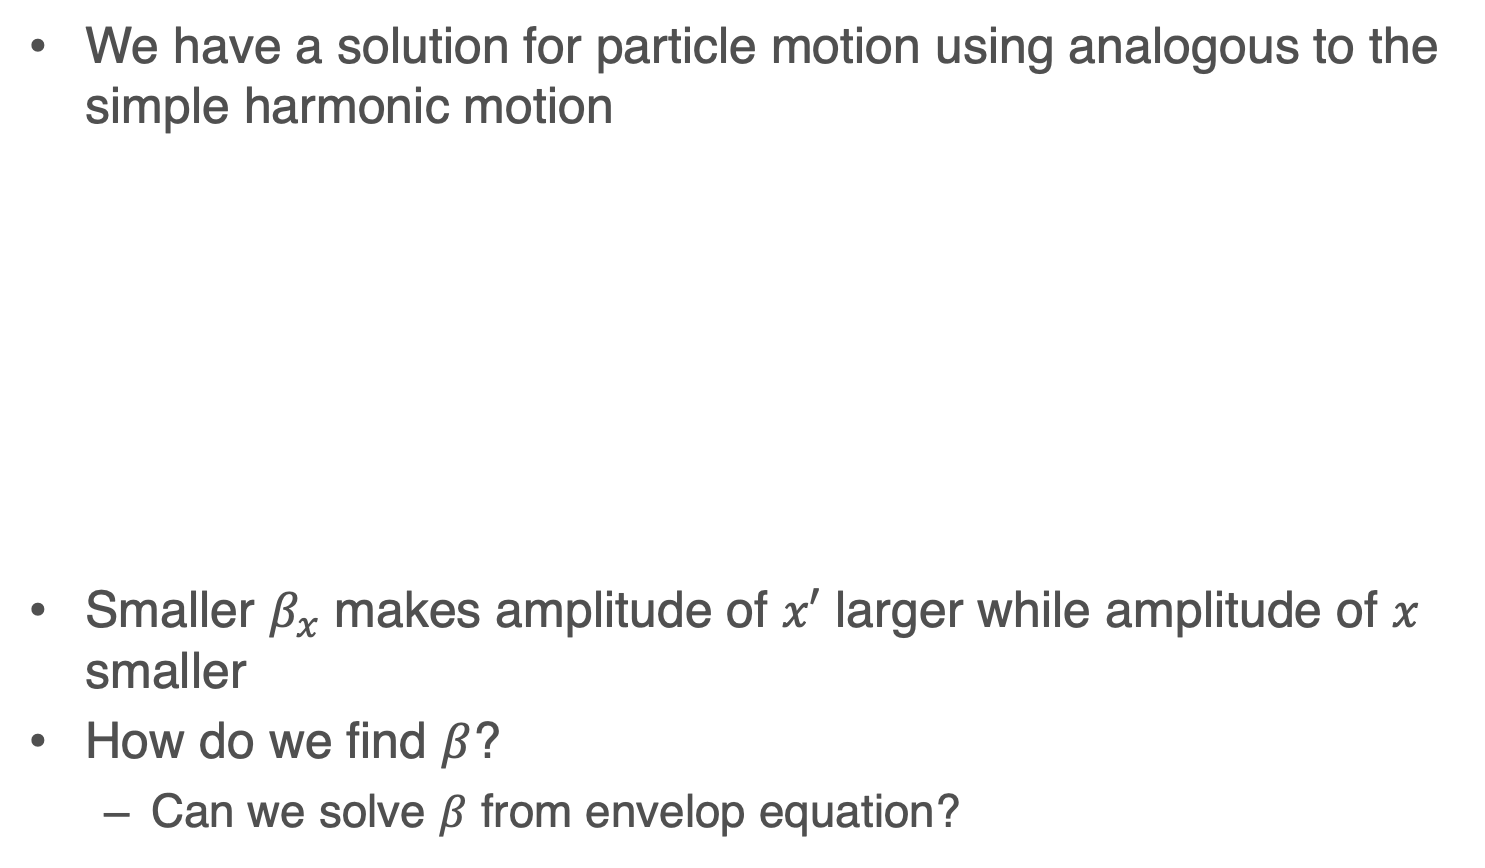 • We have a solution for particle motion using analogous to the
simple harmonic motion
• Smaller βₓ makes amplitude of x′ larger while amplitude of x
smaller
• How do we find β?
– Can we solve β from envelop equation?